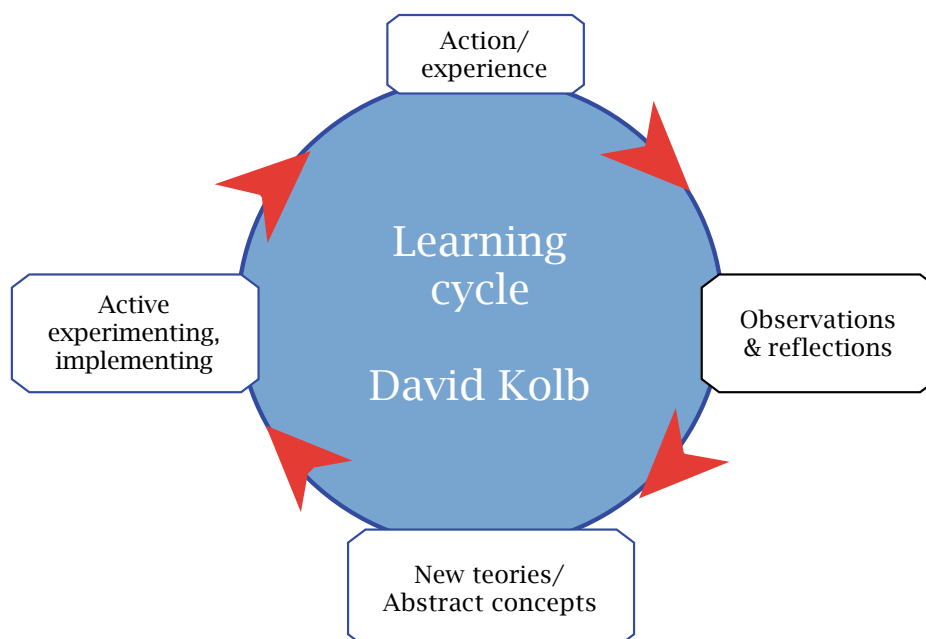 Action/
experience
Learning
cycle
David Kolb
Active
experimenting,
implementing
Observations
& reflections
New teories/
Abstract concepts